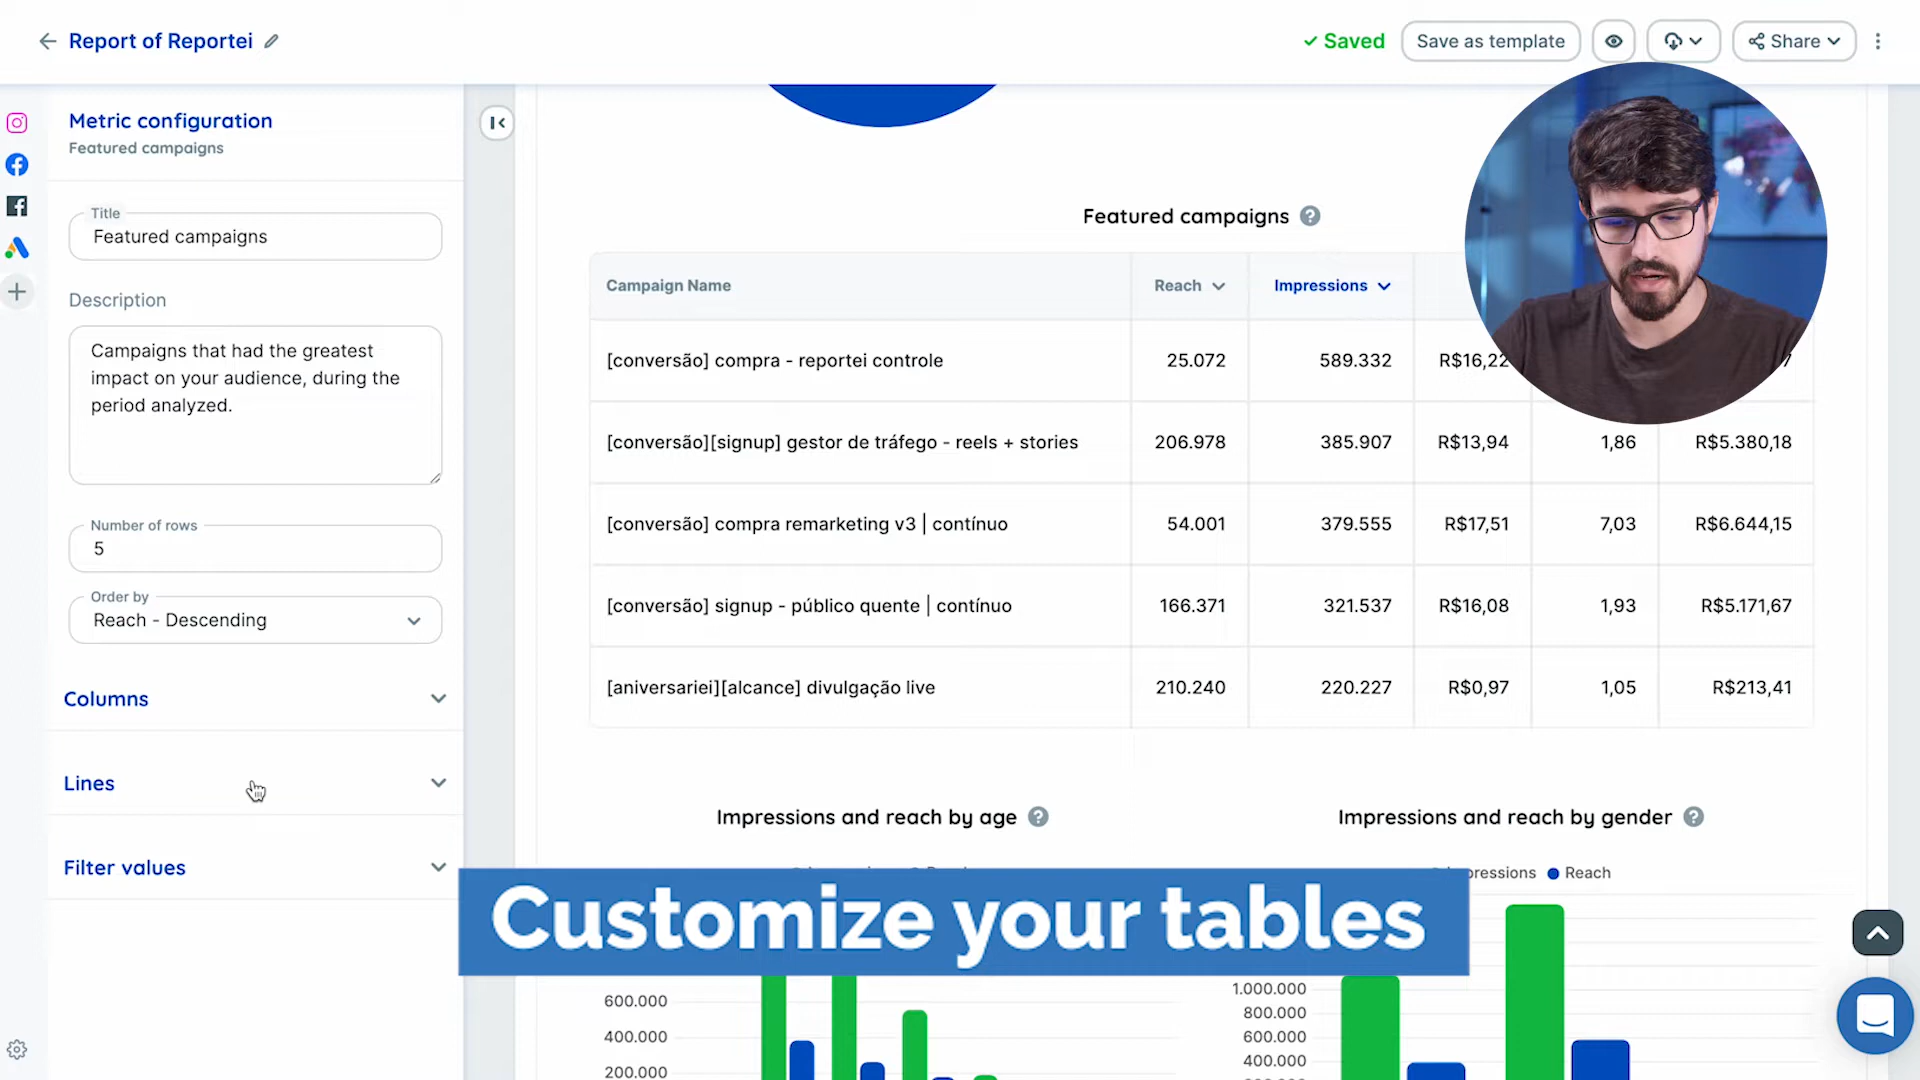 Report of Reportei
Saved
Save as template
Share
Metric configuration
Featured campaigns
Title
Featured campaigns
Description
Campaigns that had the greatest
impact on your audience, during the
period analyzed.
Number of rows
5
Order by
Reach - Descending
Columns
Lines
Filter values
Featured campaigns
Campaign Name Reach Impressions
[conversão] compra - reportei controle 25.072 589.332 R$16,22
[conversão][signup] gestor de tráfego - reels + stories 206.978 385.907 R$13,94 1,86 R$5.380,18
[conversão] compra remarketing v3 | contínuo 54.001 379.555 R$17,51 7,03 R$6.644,15
[conversão] signup - público quente | contínuo 166.371 321.537 R$16,08 1,93 R$5.171,67
[aniversariei][alcance] divulgação live 210.240 220.227 R$0,97 1,05 R$213,41
Impressions and reach by age
600.000
400.000
200.000
Impressions and reach by gender
Reach
1.000.000
800.000
600.000
400.000
Customize your tables